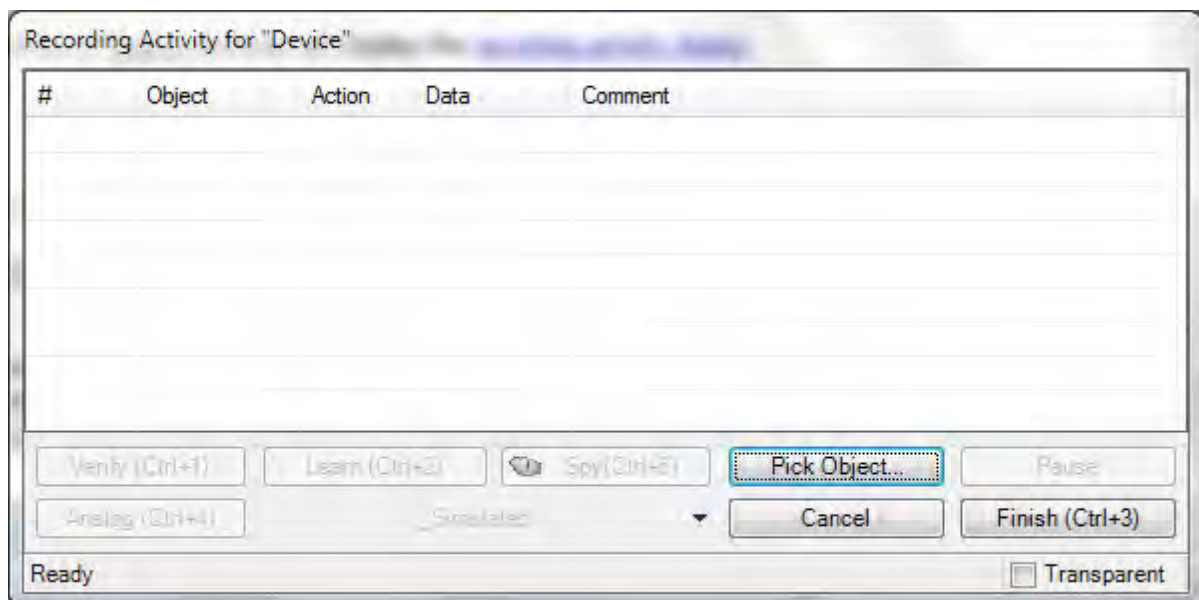 Recording Activity for "Device"
# Object Action Data Comment
Verify (Ctrl+1) Learn (Ctrl+2) Spy(Ctrl+5) Pick Object... Pause
Analog (Ctrl+4) Cancel Finish (Ctrl+3)
Ready Transparent